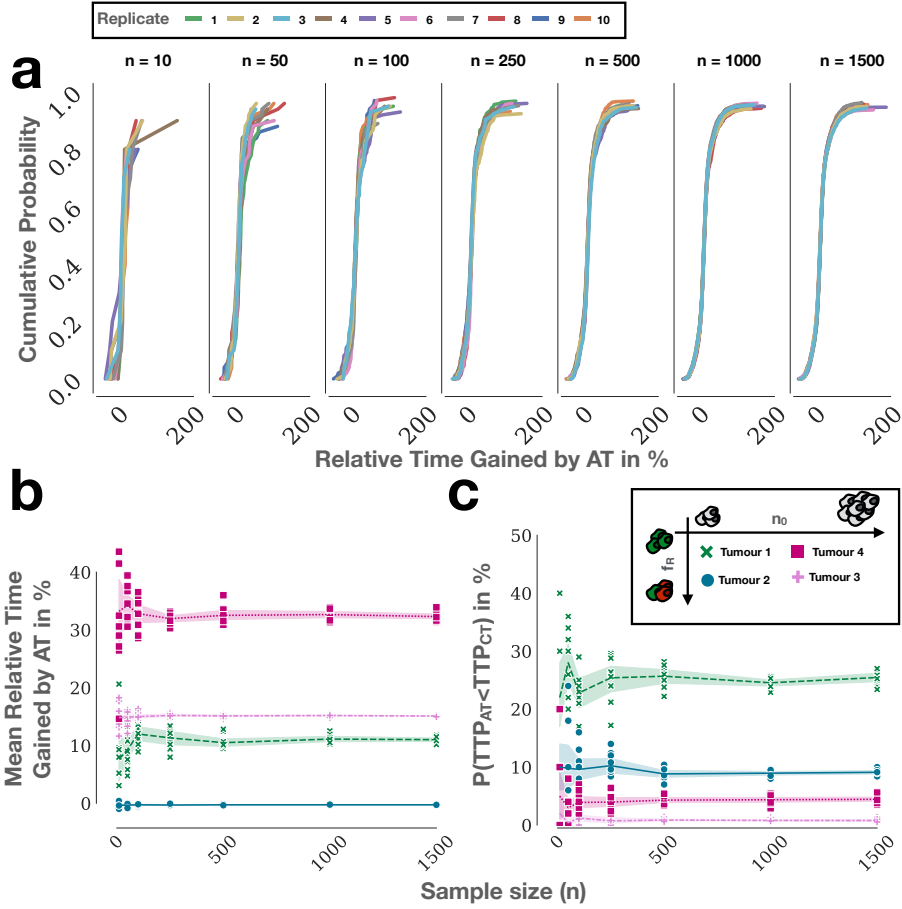 Replicate 1 2 3 4 5 6 7 8 9 10
a
n = 10 n = 50 n = 100 n = 250 n = 500 n = 1000 n = 1500
Cumulative Probability
1.0
0.8
0.6
0.4
0.2
0.0
0 200 0 200 0 200 0 200 0 200 0 200 0 200
Relative Time Gained by AT in %
b
Mean Relative Time
Gained by AT in %
40
30
20
10
0
0 500 1000 1500
c
P(TTPAT<TTPCT) in %
50
40
30
20
10
0
0 500 1000 1500
n0
fR
Tumour 1 Tumour 4
Tumour 2 Tumour 3
Sample size (n)